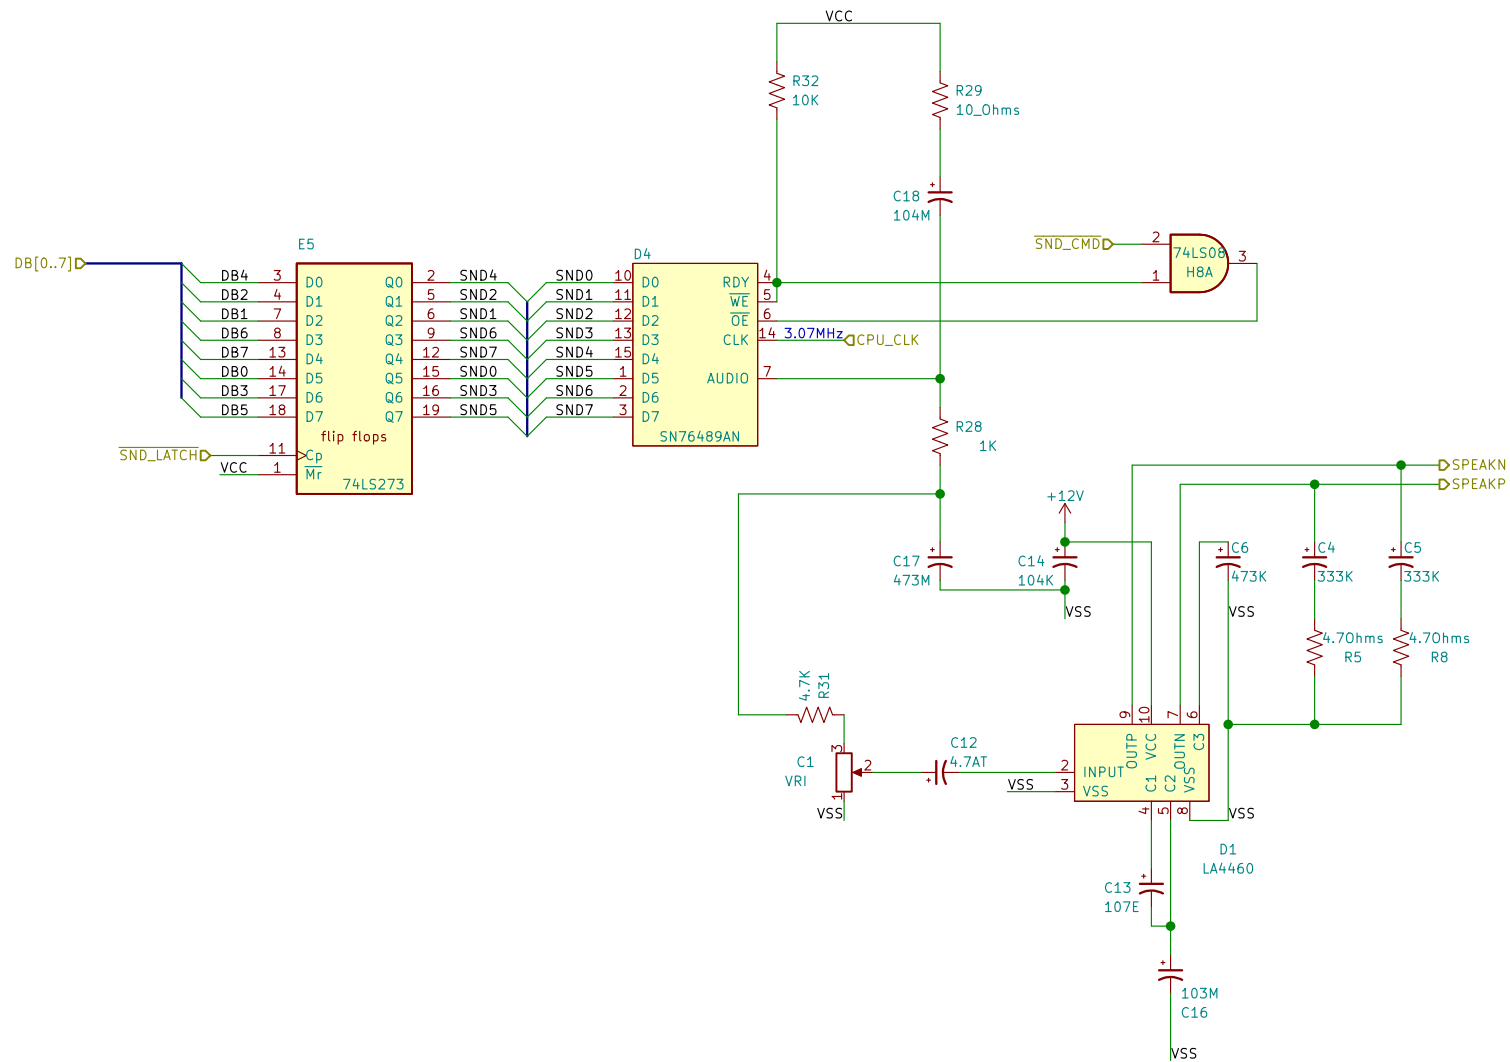 VCC
R32
10K
R29
10_Ohms
C18
104M
SND_CMD
2
1
3
74LS08
H8A
E5
DB[0..7]
DB4 3 D0 Q0 2 SND4
DB2 4 D1 Q1 5 SND2
DB1 7 D2 Q2 6 SND1
DB6 8 D3 Q3 9 SND6
DB7 13 D4 Q4 12 SND7
DB0 14 D5 Q5 15 SND0
DB3 17 D6 Q6 16 SND3
DB5 18 D7 Q7 19 SND5
flip flops
SND_LATCH 11 Cp
VCC 1 Mr
74LS273
D4
SND0 10 D0 RDY 4
SND1 11 D1 WE 5
SND2 12 D2 OE 6
SND3 13 D3 CLK 14 3.07MHz CPU_CLK
SND4 15 D4
SND5 1 D5 AUDIO 7
SND6 2 D6
SND7 3 D7
SN76489AN
R28
1K
SPEAKN
SPEAKP
+12V
C17
473M
C14
104K
VSS
C6
473K
VSS
C4
333K
C5
333K
4.7Ohms
R5
4.7Ohms
R8
4.7K
R31
C1
VRI
3
2
1
VSS
C12
4.7AT
VSS
9 10 7 6
OUTP VCC OUTN C3
2 INPUT
3 VSS
C1 C2 VSS
4 5 8
VSS
D1
LA4460
C13
107E
103M
C16
VSS